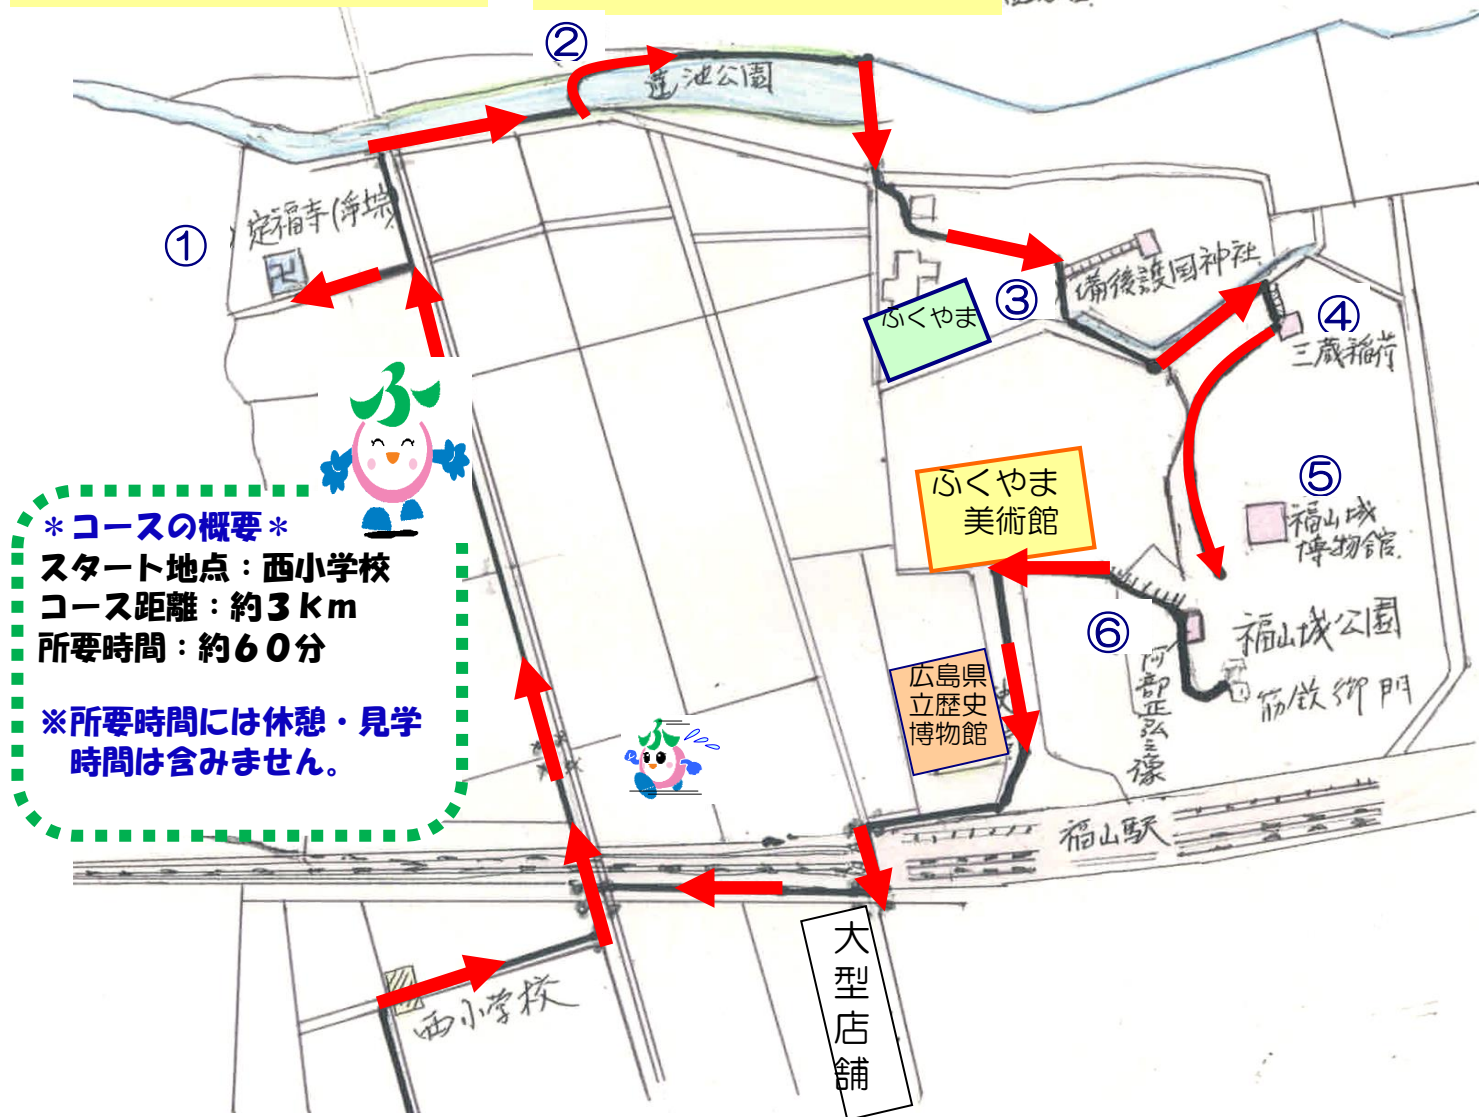 ②
蓮池公園
定福寺(浄土宗)
①
備後護国神社
③
ふくやま
④
三蔵稲荷
ふ
ふくやま
美術館
⑤
福山城
博物館
＊コースの概要＊
スタート地点：西小学校
コース距離：約３ｋｍ
所要時間：約６０分
※所要時間には休憩・見学
時間は含みません。
⑥
福山城公園
阿部正弘之像
筋鉄御門
広島県
立歴史
博物館
ふ
福山駅
大型店舗
西小学校